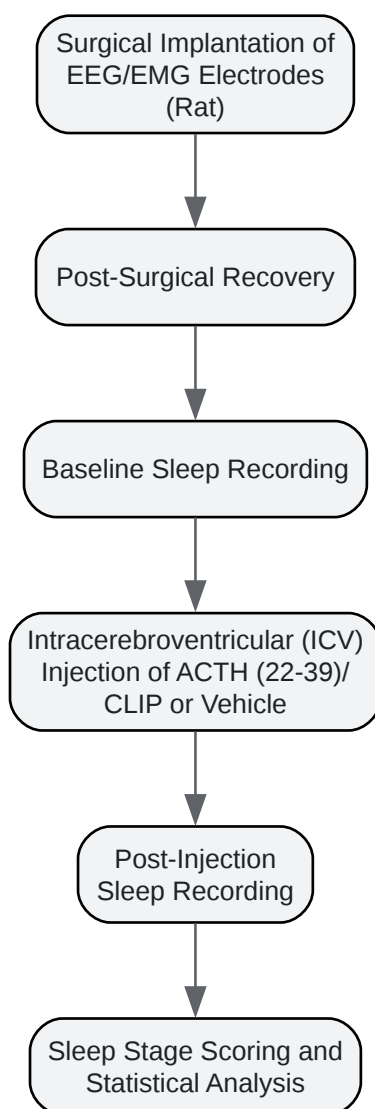 Surgical Implantation of
EEG/EMG Electrodes
(Rat)
Post-Surgical Recovery
Baseline Sleep Recording
Intracerebroventricular (ICV)
Injection of ACTH (22-39)/
CLIP or Vehicle
Post-Injection
Sleep Recording
Sleep Stage Scoring and
Statistical Analysis